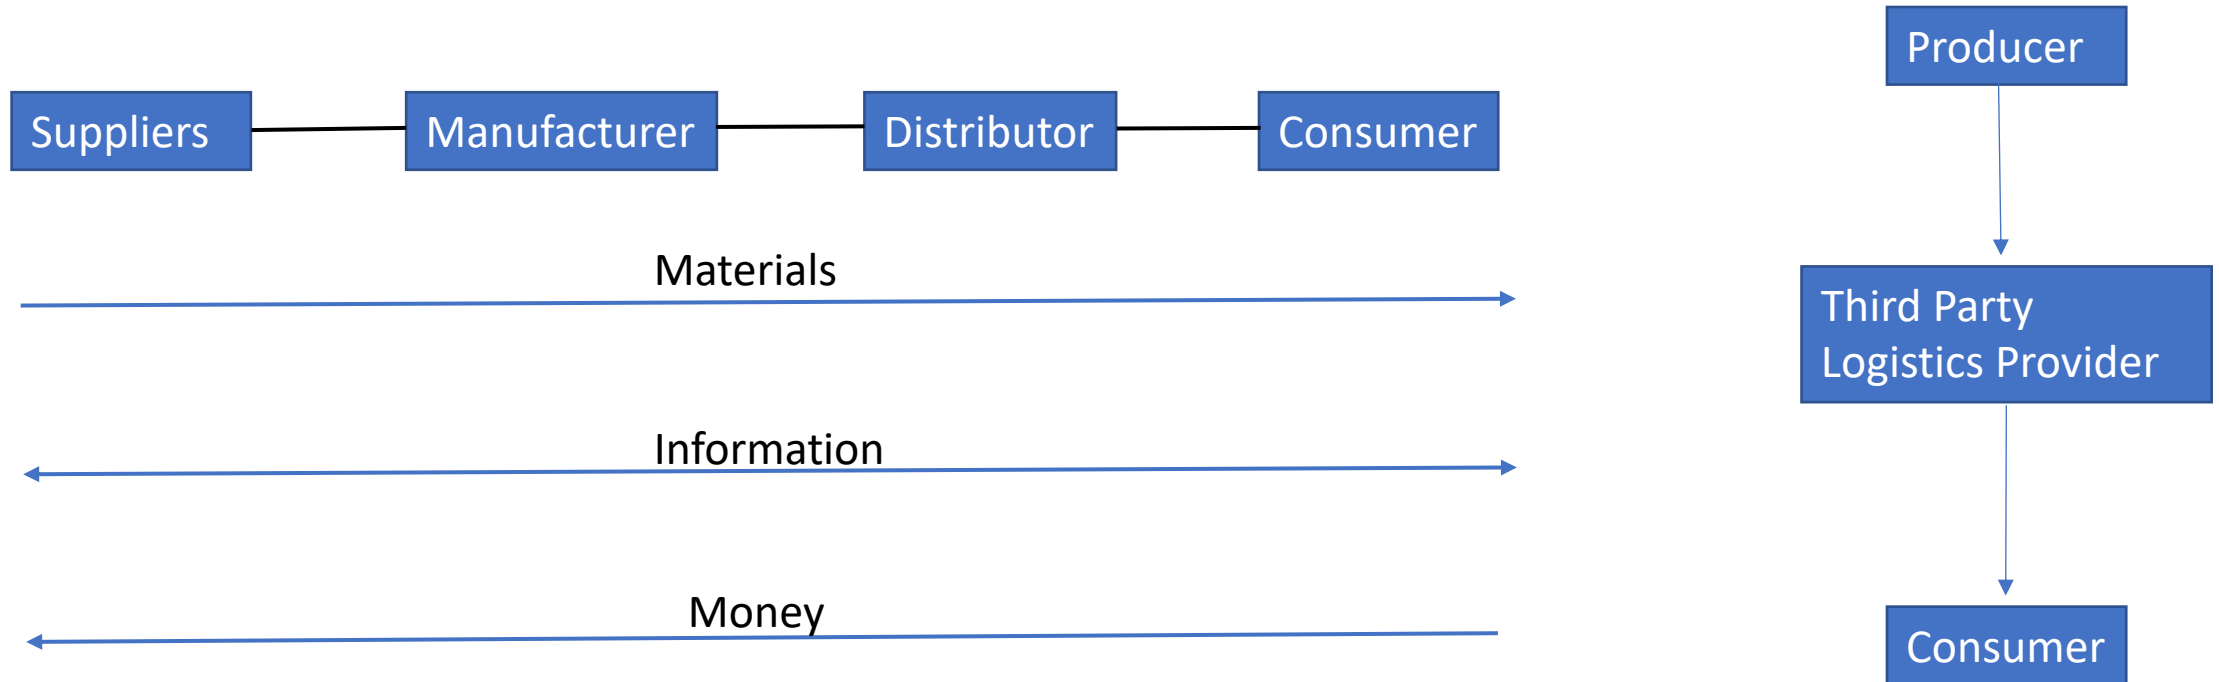 Suppliers
Manufacturer
Distributor
Consumer
Materials
Information
Money
Producer
Third Party
Logistics Provider
Consumer